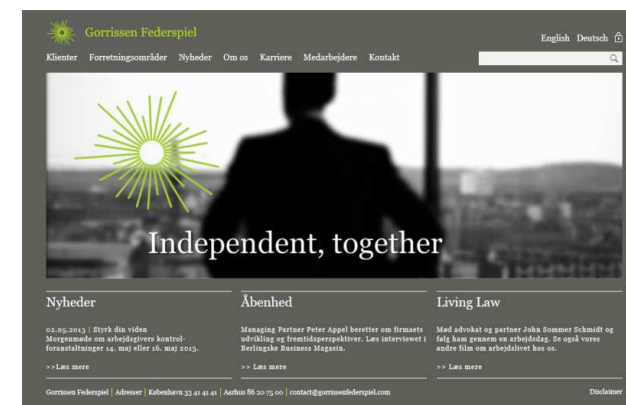 Gorrissen Federspiel
English Deutsch
Klienter Forretningsområder Nyheder Om os Karriere Medarbejdere Kontakt
Independent, together
Nyheder
02.05.2013 | Styrk din viden
Morgenmøde om arbejdsgivers kontrol-
foranstaltninger 14. maj eller 16. maj 2013.
>>Læs mere
Åbenhed
Managing Partner Peter Appel beretter om firmaets
udvikling og fremtidsperspektiver. Læs interviewet i
Berlingske Business Magasin.
>> Læs mere
Living Law
Mød advokat og partner John Sommer Schmidt og
følg ham gennem en arbejdsdag. Se også vores
andre film om arbejdslivet hos os.
>> Læs mere
Gorrissen Federspiel | Adresser | København 33 41 41 41 | Aarhus 86 20 75 00 | contact@gorrissenfederspiel.com
Disclaimer